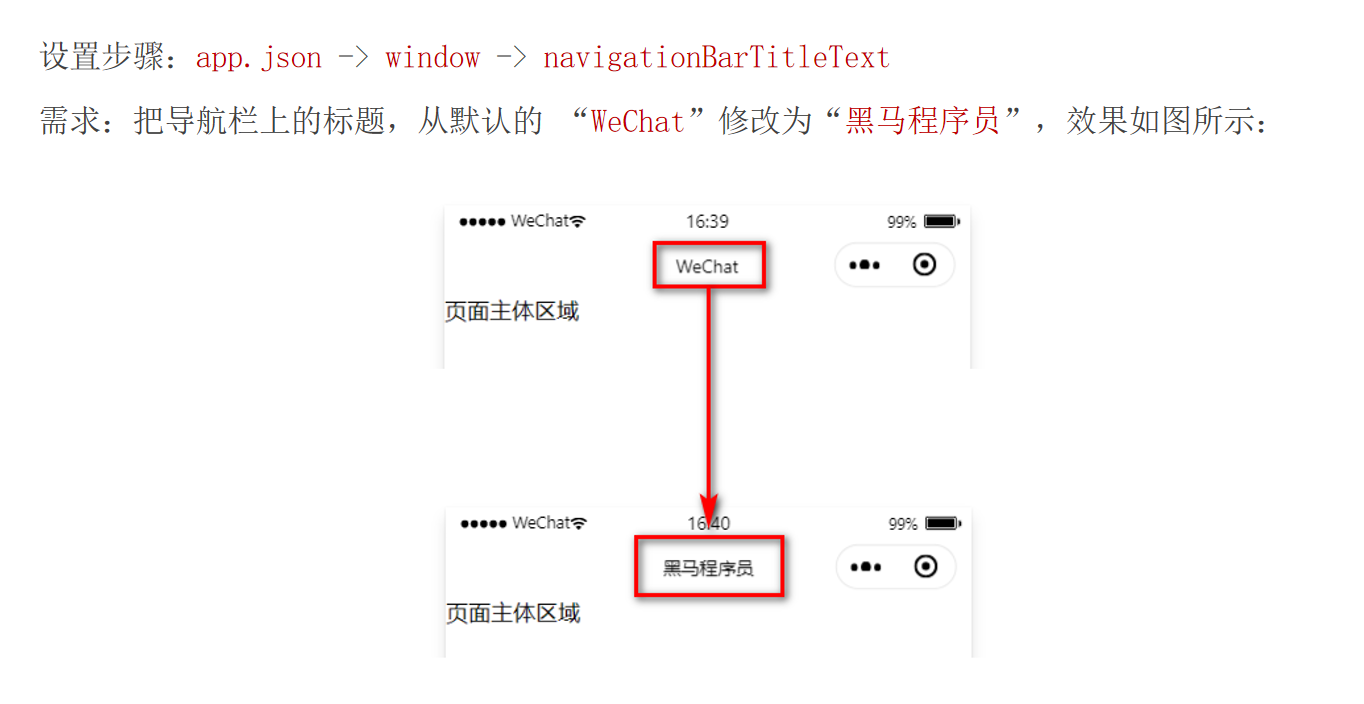 设置步骤：app.json -> window -> navigationBarTitleText
需求：把导航栏上的标题，从默认的 “WeChat”修改为“黑马程序员”，效果如图所示：
WeChat 16:39 99%
WeChat
页面主体区域
WeChat 16:40 99%
黑马程序员
页面主体区域